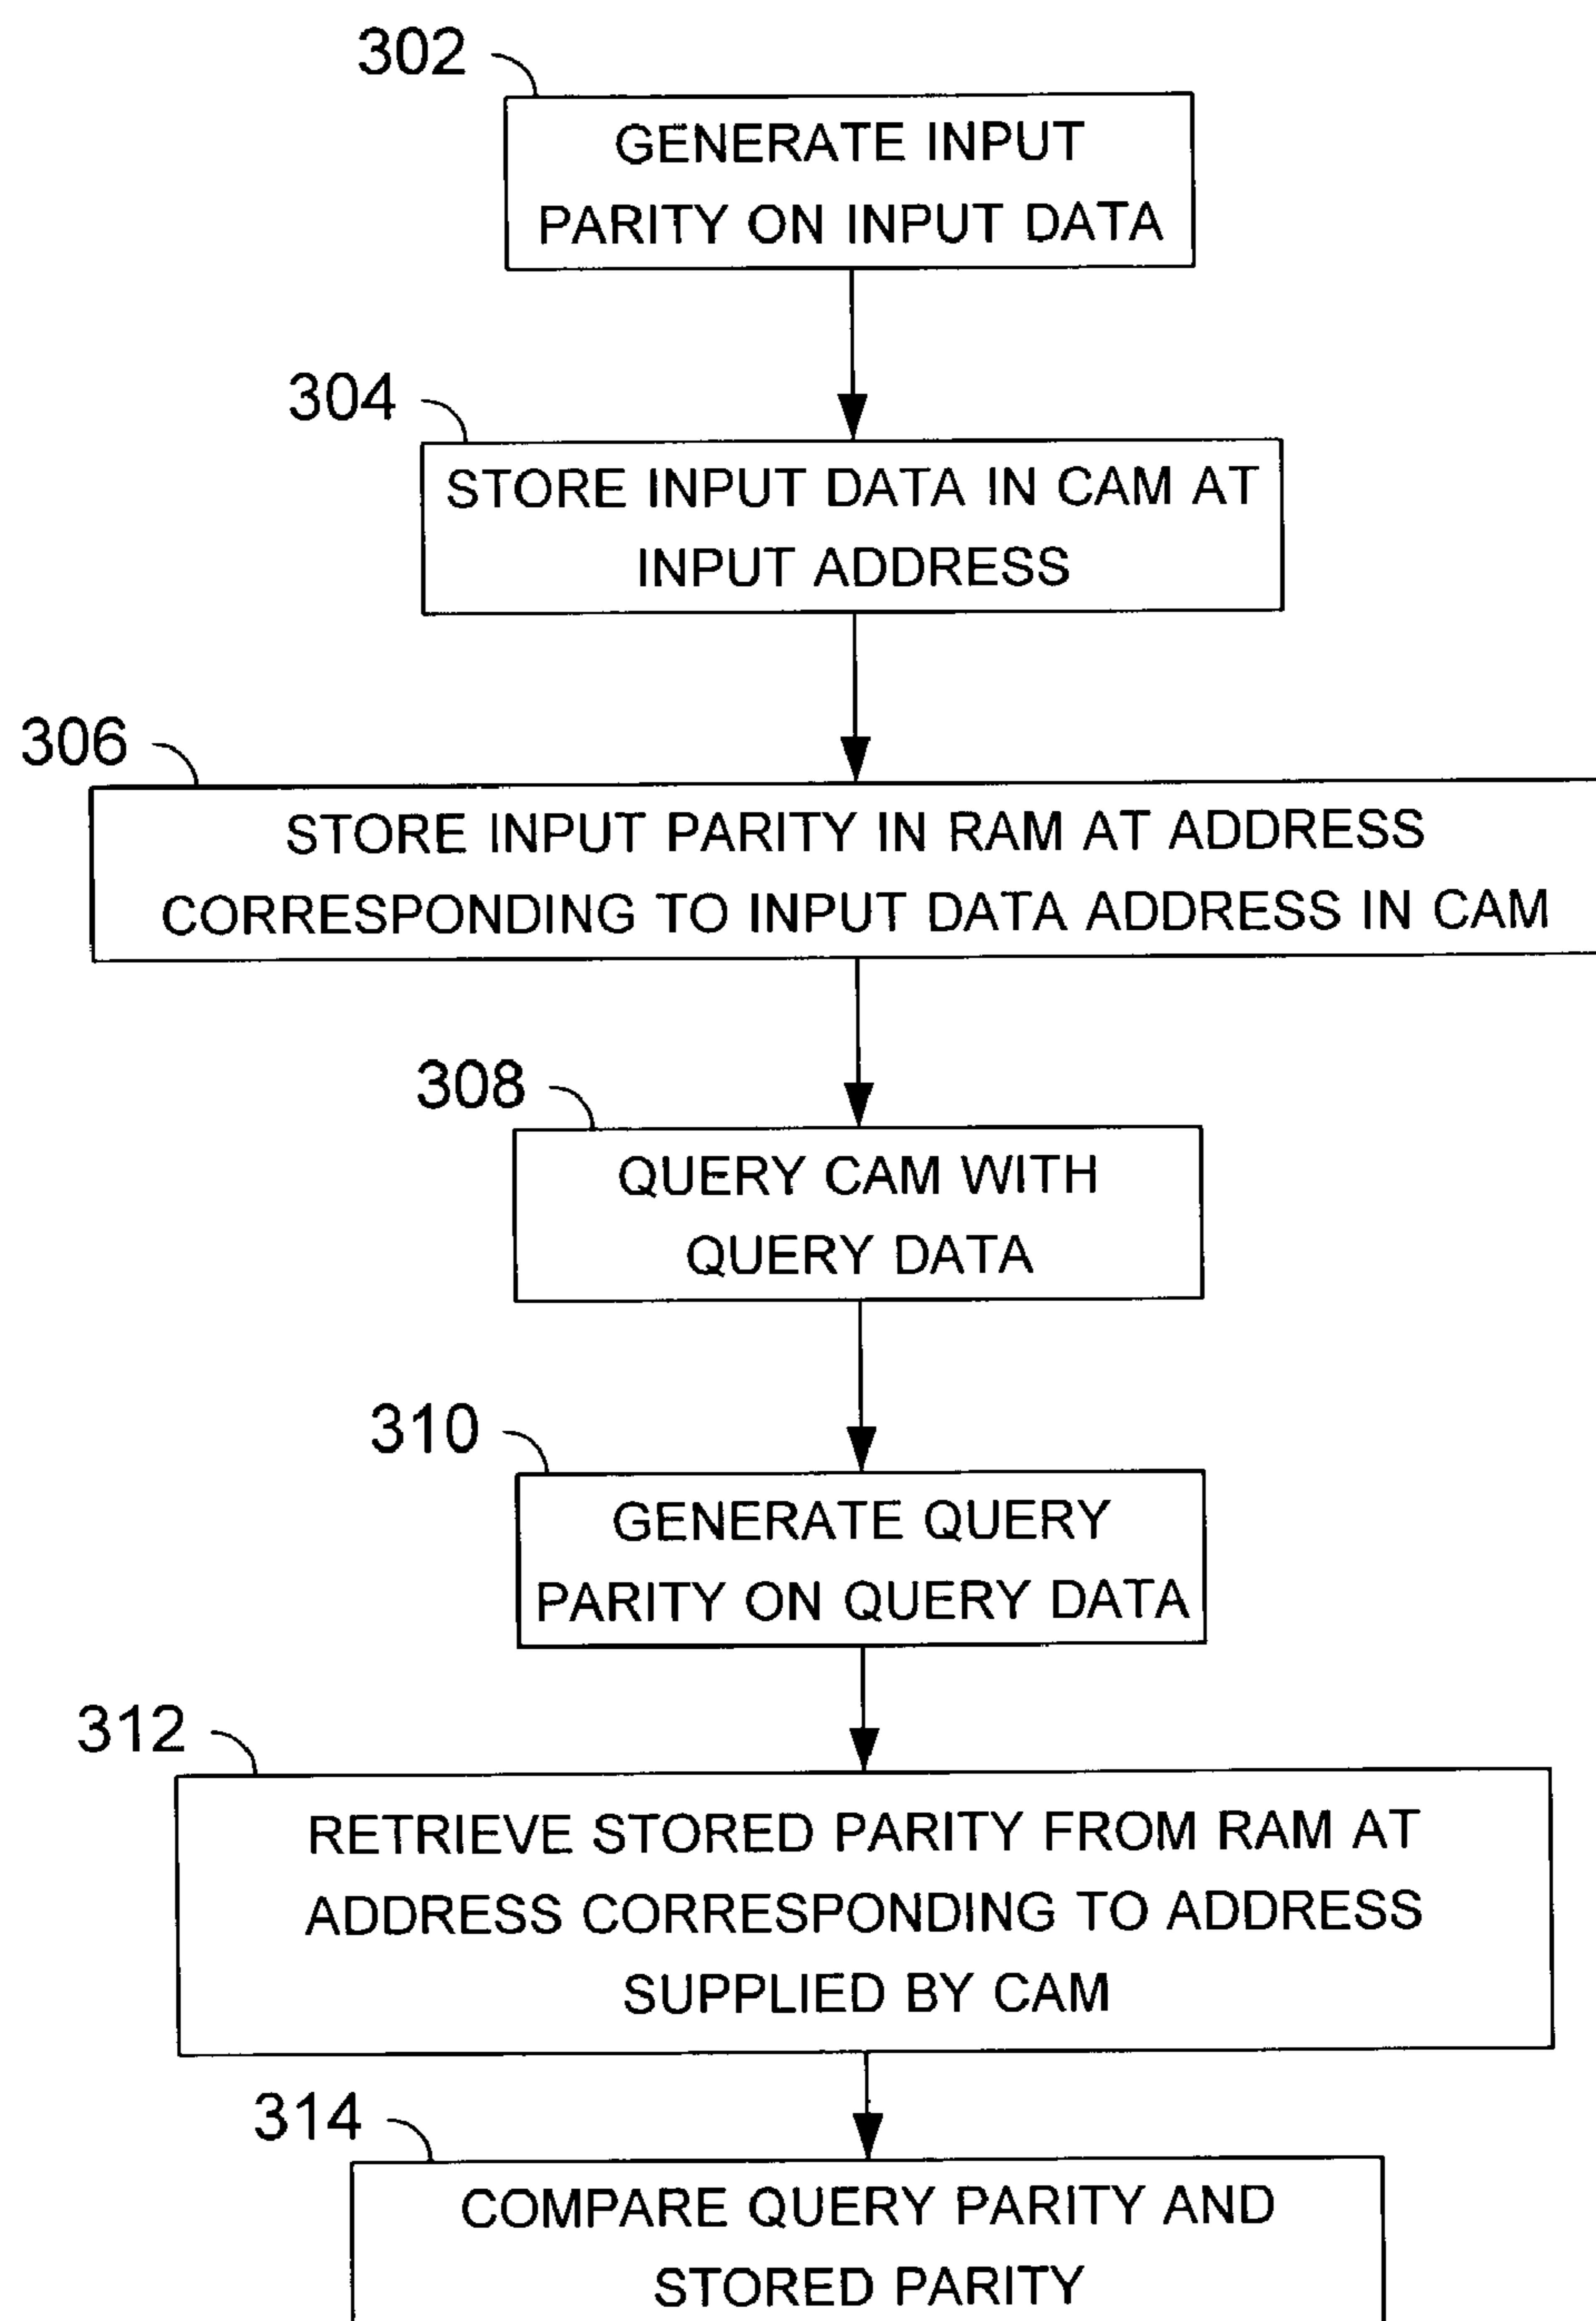 302
GENERATE INPUT
PARITY ON INPUT DATA
304
STORE INPUT DATA IN CAM AT
INPUT ADDRESS
306
STORE INPUT PARITY IN RAM AT ADDRESS
CORRESPONDING TO INPUT DATA ADDRESS IN CAM
308
QUERY CAM WITH
QUERY DATA
310
GENERATE QUERY
PARITY ON QUERY DATA
312
RETRIEVE STORED PARITY FROM RAM AT
ADDRESS CORRESPONDING TO ADDRESS
SUPPLIED BY CAM
314
COMPARE QUERY PARITY AND
STORED PARITY